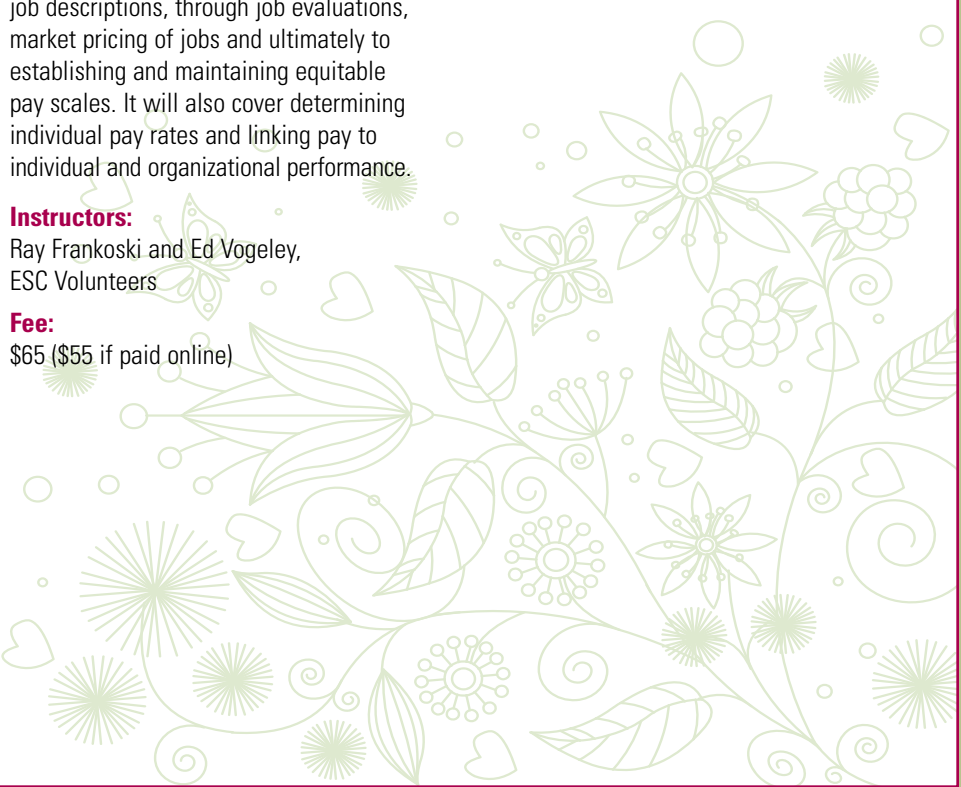 job descriptions, through job evaluations,
market pricing of jobs and ultimately to
establishing and maintaining equitable
pay scales. It will also cover determining
individual pay rates and linking pay to
individual and organizational performance.
Instructors:
Ray Frankoski and Ed Vogeley,
ESC Volunteers
Fee:
$65 ($55 if paid online)